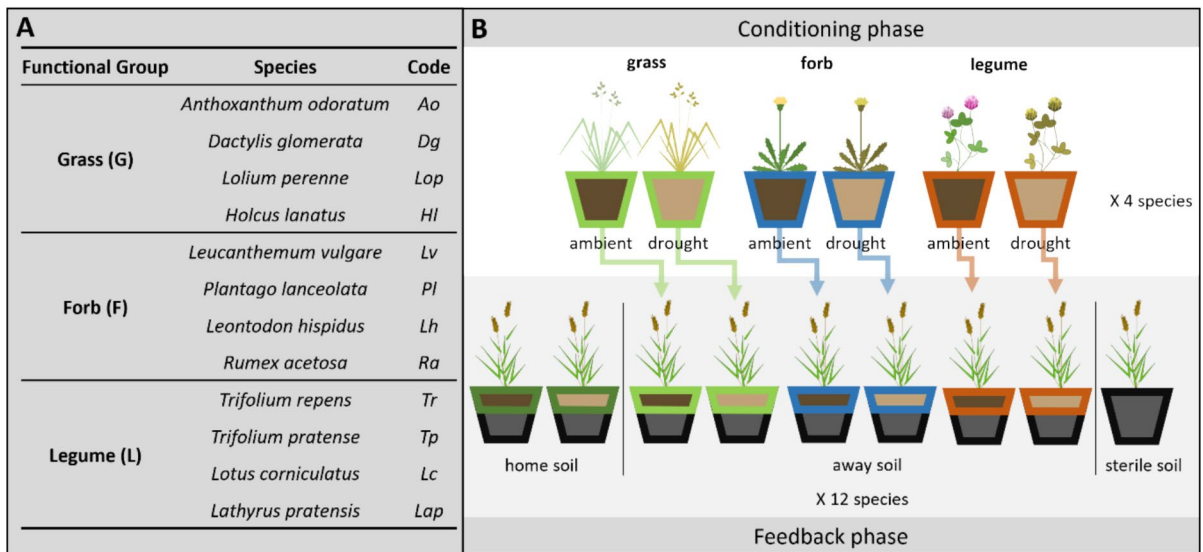 A
Functional Group Species Code
Grass (G)
Anthoxanthum odoratum Ao
Dactylis glomerata Dg
Lolium perenne Lop
Holcus lanatus Hl
Forb (F)
Leucanthemum vulgare Lv
Plantago lanceolata Pl
Leontodon hispidus Lh
Rumex acetosa Ra
Legume (L)
Trifolium repens Tr
Trifolium pratense Tp
Lotus corniculatus Lc
Lathyrus pratensis Lap
B
Conditioning phase
grass forb legume
X 4 species
ambient drought ambient drought ambient drought
home soil away soil sterile soil
X 12 species
Feedback phase